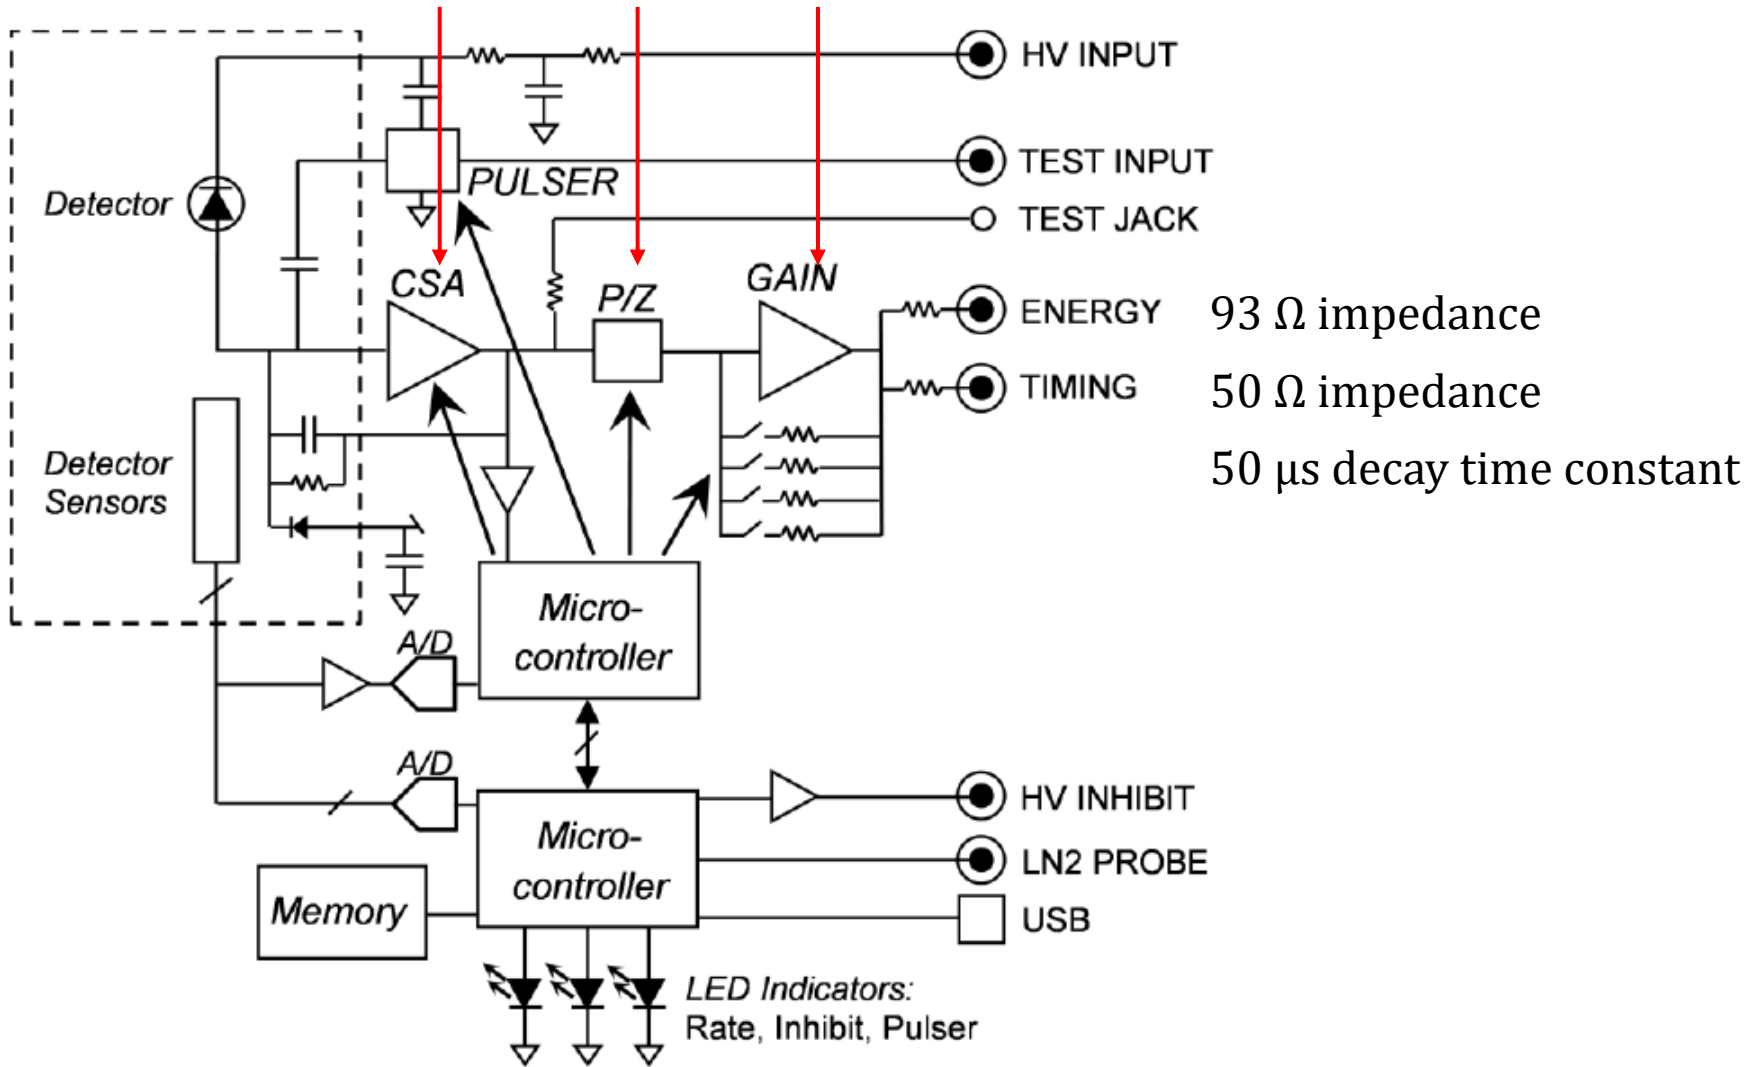 HV INPUT
TEST INPUT
PULSER
Detector
TEST JACK
CSA
P/Z
GAIN
ENERGY
93 Ω impedance
TIMING
50 Ω impedance
50 μs decay time constant
Detector
Sensors
Micro-
controller
A/D
A/D
HV INHIBIT
Micro-
controller
LN2 PROBE
Memory
USB
LED Indicators:
Rate, Inhibit, Pulser